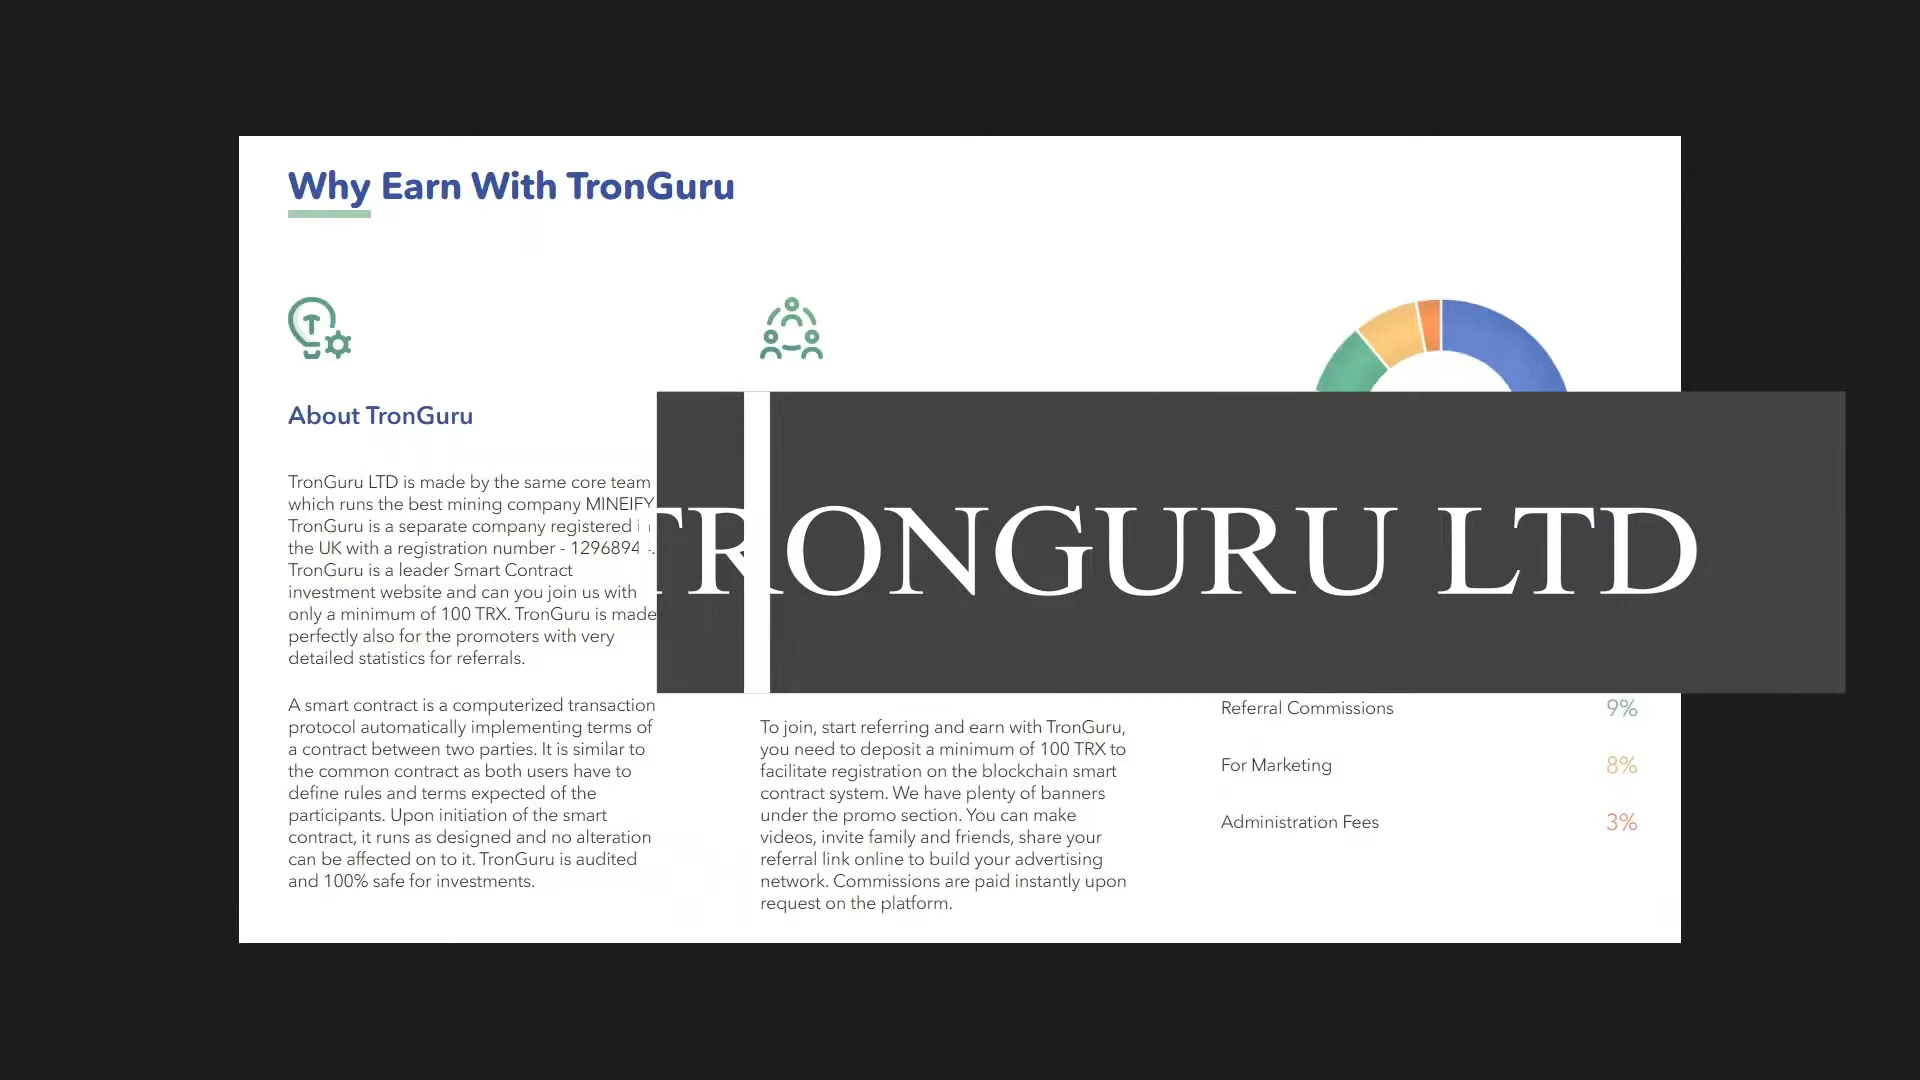 Why Earn With TronGuru
About TronGuru
TronGuru LTD is made by the same core team
which runs the best mining company MINEIFY
TronGuru is a separate company registered in
the UK with a registration number -
TronGuru is a leader Smart Contract
investment website and can you join us with
only a minimum of 100 TRX. TronGuru is made
perfectly also for the promoters with very
detailed statistics for referrals.
A smart contract is a computerized transaction
protocol automatically implementing terms of
a contract between two parties. It is similar to
the common contract as both users have to
define rules and terms expected of the
participants. Upon initiation of the smart
contract, it runs as designed and no alteration
can be affected on to it. TronGuru is audited
and 100% safe for investments.
TRONGURU LTD
To join, start referring and earn with TronGuru,
you need to deposit a minimum of 100 TRX to
facilitate registration on the blockchain smart
contract system. We have plenty of banners
under the promo section. You can make
videos, invite family and friends, share your
referral link online to build your advertising
network. Commissions are paid instantly upon
request on the platform.
Referral Commissions 9%
For Marketing 8%
Administration Fees 3%